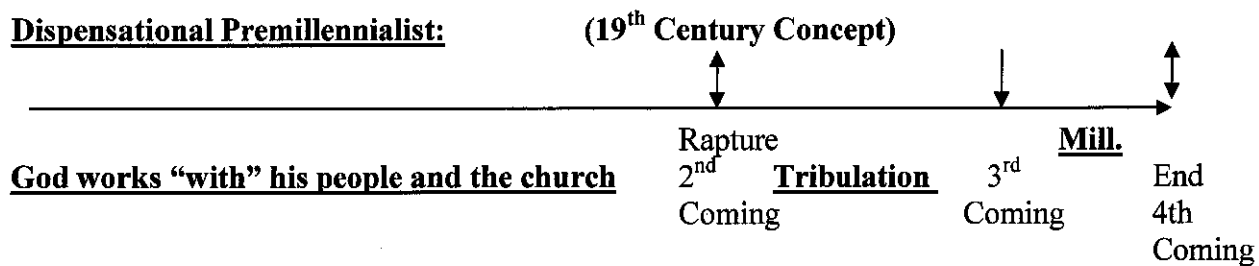 Dispensational Premillennialist: (19th Century Concept)
Rapture Mill.
God works “with” his people and the church 2nd Tribulation 3rd End
Coming Coming 4th
Coming